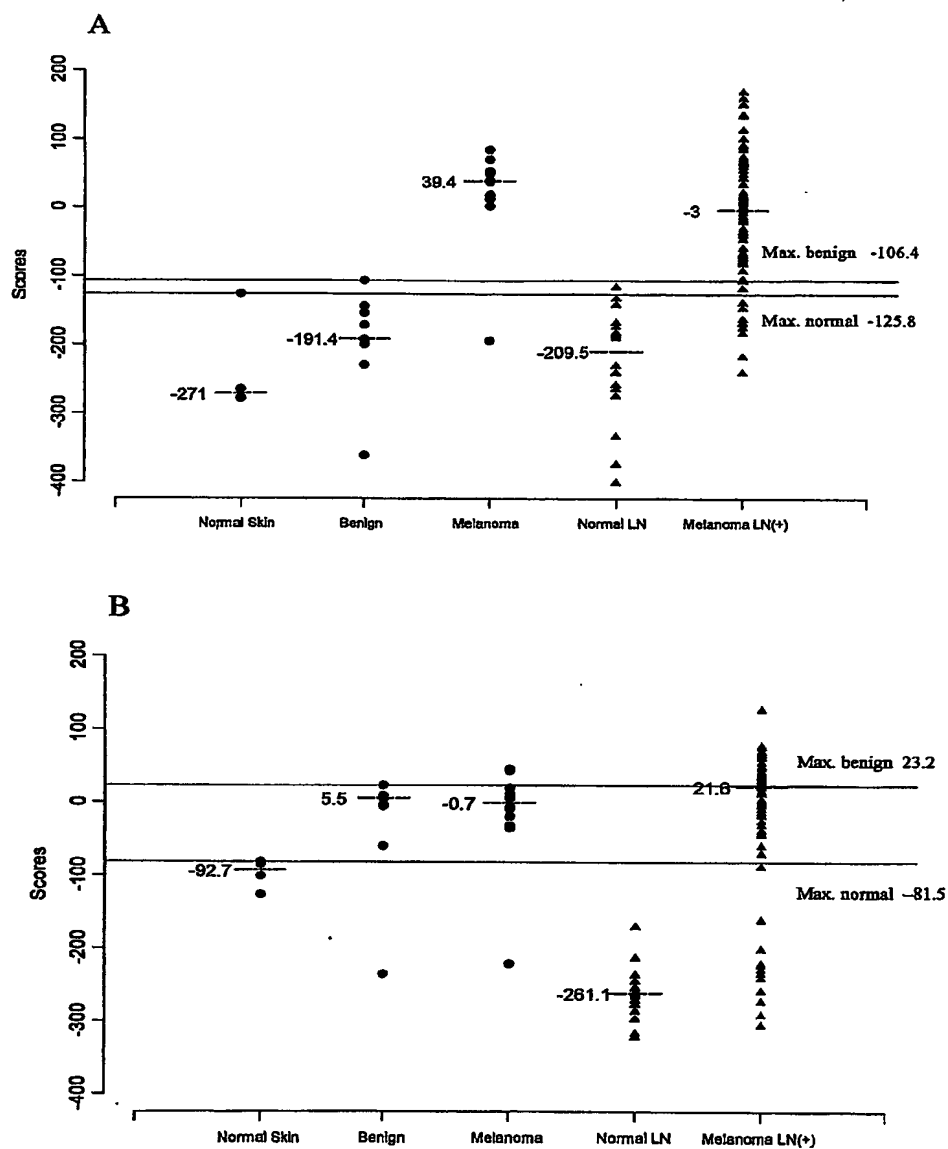 A
200
100
0
-100
-200
-300
-400
Scores
-271
-191.4
39.4
-209.5
-3
Max. benign -106.4
Max. normal -125.8
Normal Skin
Benign
Melanoma
Normal LN
Melanoma LN(+)
B
200
100
0
-100
-200
-300
-400
Scores
-92.7
5.5
-0.7
-261.1
21.6
Max. benign 23.2
Max. normal –81.5
Normal Skin
Benign
Melanoma
Normal LN
Melanoma LN(+)